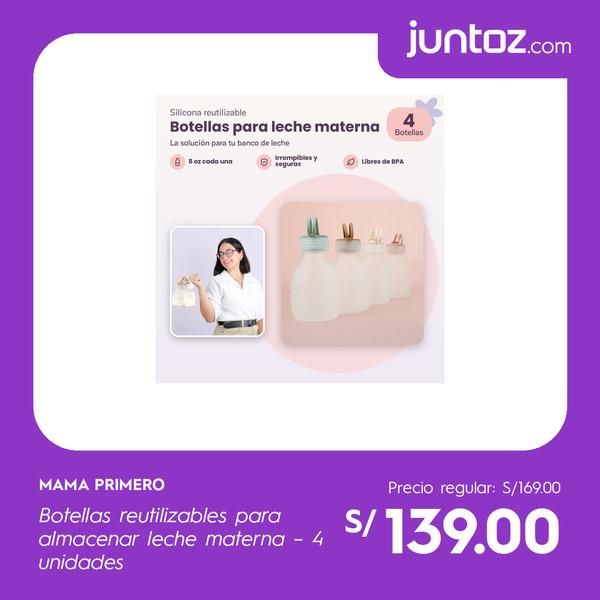 juntoz.com
Silicona reutilizable
Botellas para leche materna
La solución para tu banco de leche
4
Botellas
8 oz cada una
Irrompibles y
seguras
Libres de BPA
MAMA PRIMERO
Botellas reutilizables para
almacenar leche materna - 4
unidades
Precio regular: S/169.00
S/139.00